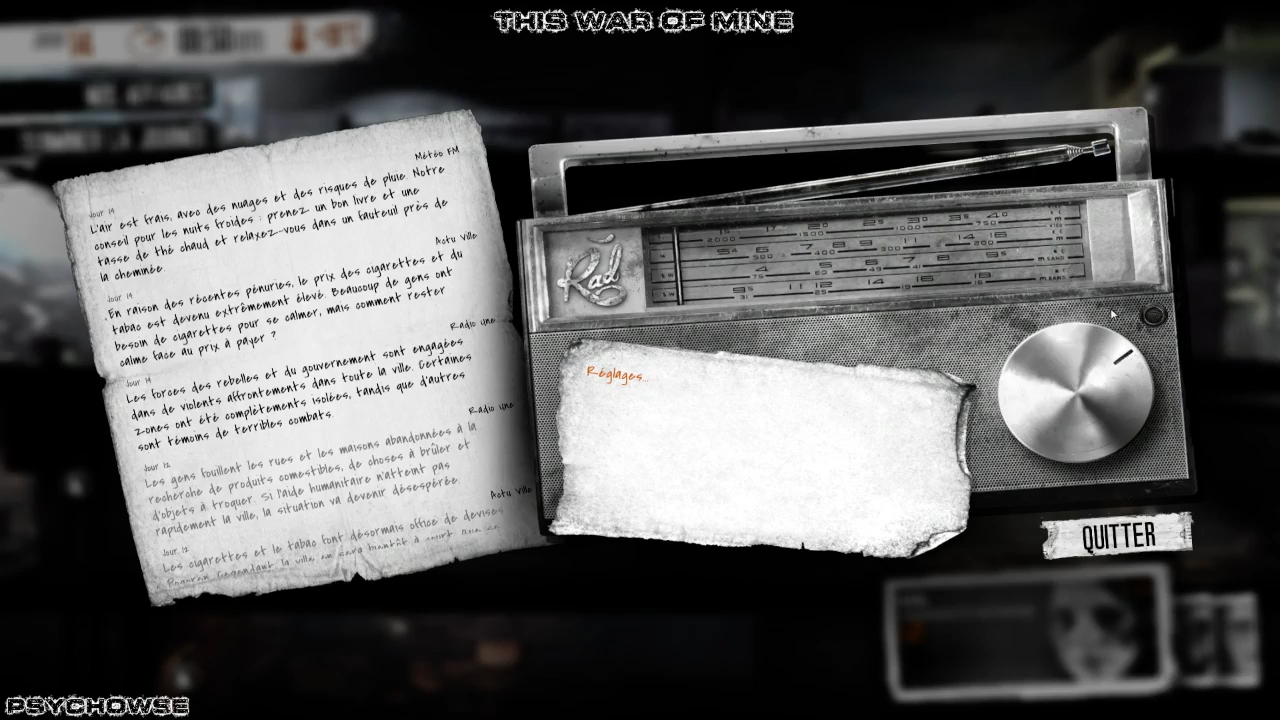 THIS WAR OF MINE
Météo FM
Jour 14
L'air est frais, avec des nuages et des risques de pluie. Notre
conseil pour les nuits froides : prenez un bon livre et une
tasse de thé chaud et relaxez-vous dans un fauteuil près de
la cheminée.
Actu ville
Jour 14
En raison des récentes pénuries, le prix des cigarettes et du
tabac est devenu extrêmement élevé. Beaucoup de gens ont
besoin de cigarettes pour se calmer, mais comment rester
calme face au prix à payer ?
Radio une
Jour 14
Les forces des rebelles et du gouvernement sont engagées
dans de violents affrontements dans toute la ville. Certaines
zones ont été complètements isolées, tandis que d'autres
sont témoins de terribles combats.
Radio une
Jour 12
Les gens fouillent les rues et les maisons abandonnées à la
recherche de produits comestibles, de choses à brûler et
d'objets à troquer. Si l'aide humanitaire n'atteint pas
rapidement la ville, la situation va devenir désespérée.
Actu ville
Jour 12
Les cigarettes et le tabac font désormais office de devises
Rad
Réglages...
QUITTER
PSYCHOWSE